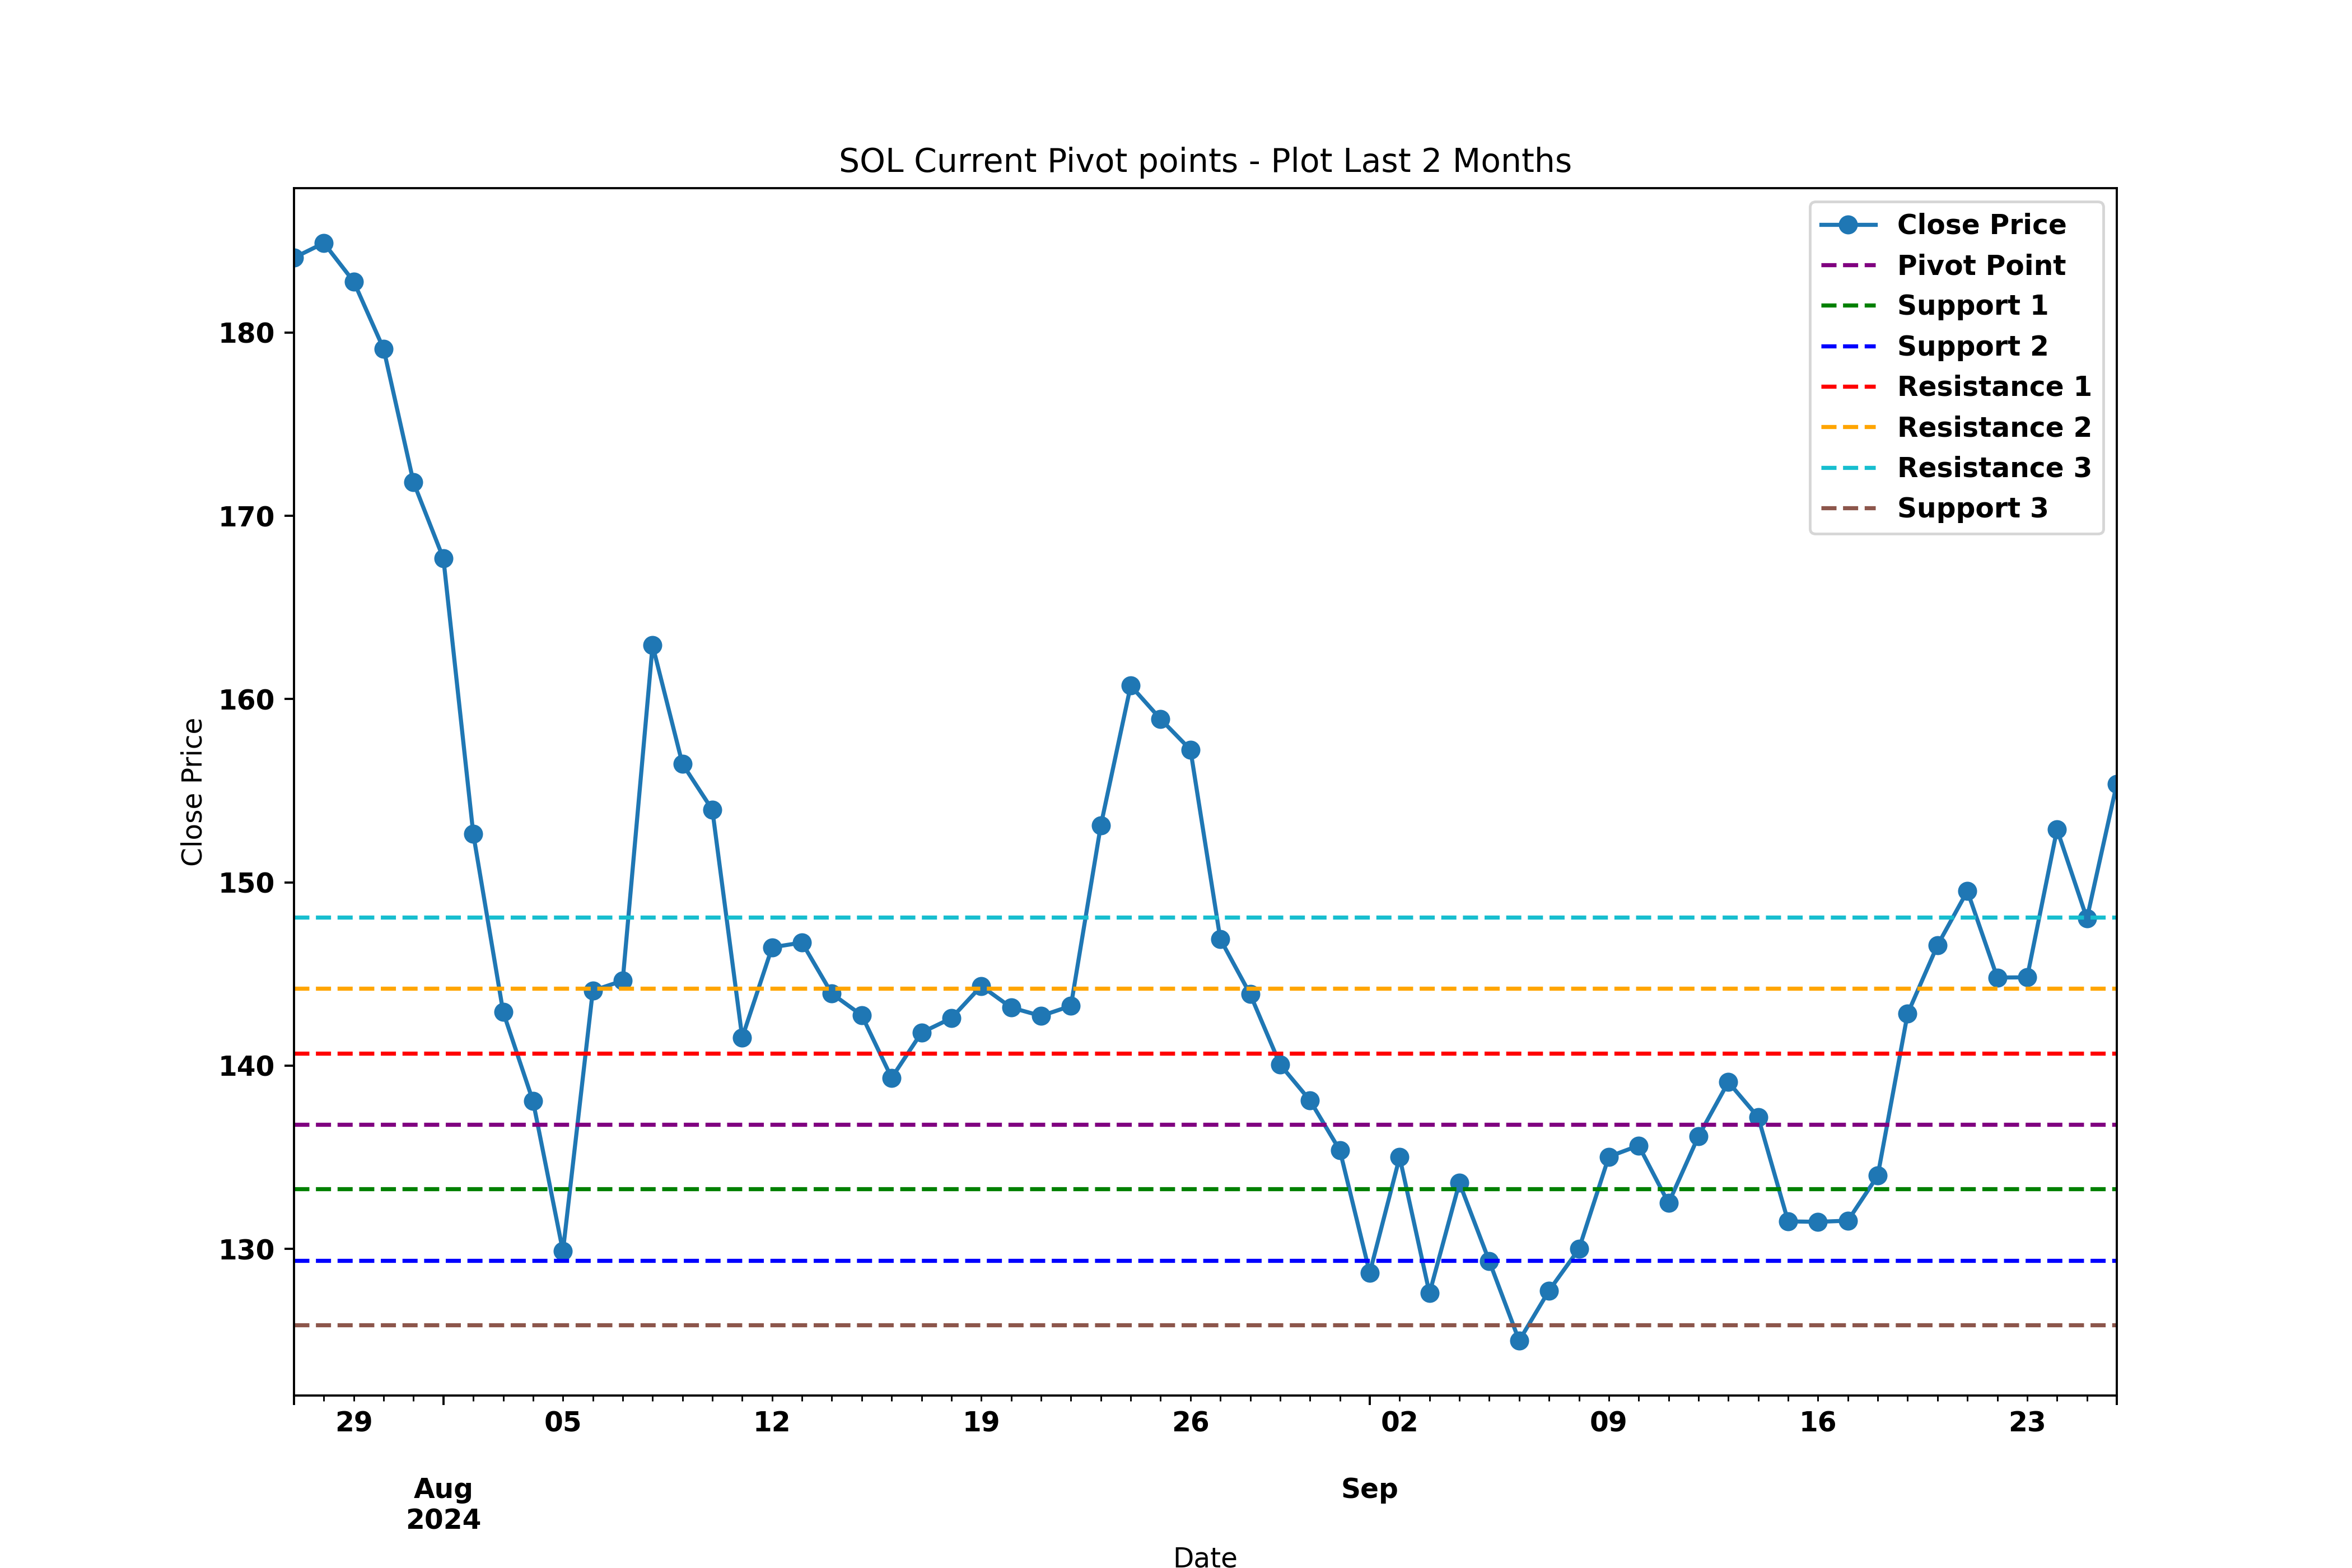 SOL Current Pivot points - Plot Last 2 Months
Close Price
Pivot Point
Support 1
Support 2
Resistance 1
Resistance 2
Resistance 3
Support 3
180
170
160
150
140
130
Close Price
29 05 12 19 26 02 09 16 23
Aug Sep
2024
Date